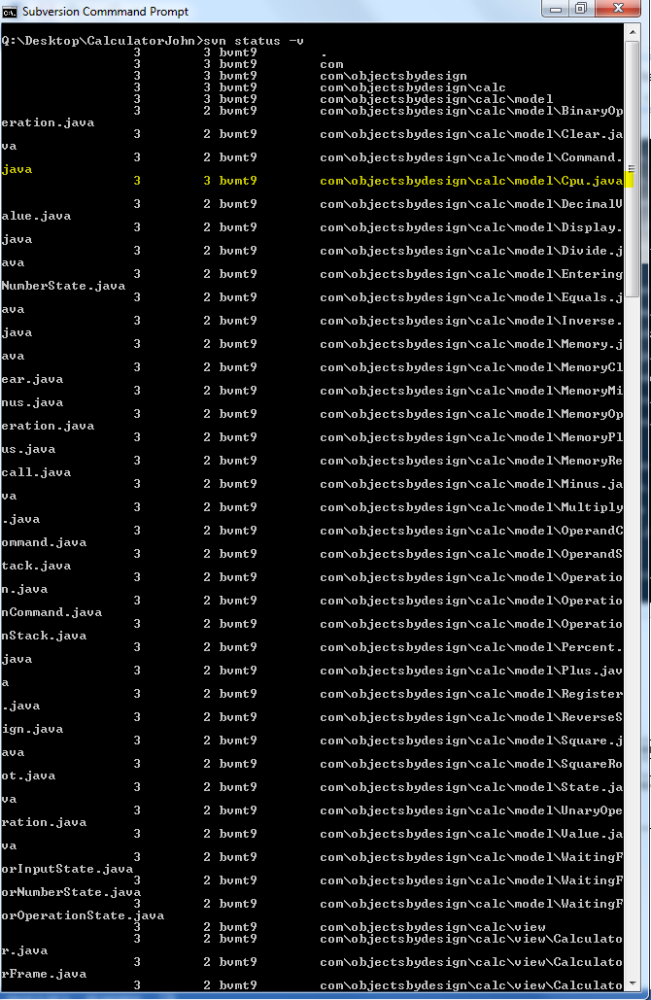 Subversion Commmand Prompt
Q:\Desktop\CalculatorJohn>svn status -v
3 3 bvmt9 .
3 3 bvmt9 com
3 3 bvmt9 com\objectsbydesign
3 3 bvmt9 com\objectsbydesign\calc
3 3 bvmt9 com\objectsbydesign\calc\model
3 2 bvmt9 com\objectsbydesign\calc\model\BinaryOp
eration.java
3 2 bvmt9 com\objectsbydesign\calc\model\Clear.ja
va
3 2 bvmt9 com\objectsbydesign\calc\model\Command.
java
3 3 bvmt9 com\objectsbydesign\calc\model\Cpu.java
3 2 bvmt9 com\objectsbydesign\calc\model\DecimalV
alue.java
3 2 bvmt9 com\objectsbydesign\calc\model\Display.
java
3 2 bvmt9 com\objectsbydesign\calc\model\Divide.j
ava
3 2 bvmt9 com\objectsbydesign\calc\model\Entering
NumberState.java
3 2 bvmt9 com\objectsbydesign\calc\model\Equals.j
ava
3 2 bvmt9 com\objectsbydesign\calc\model\Inverse.
java
3 2 bvmt9 com\objectsbydesign\calc\model\Memory.j
ava
3 2 bvmt9 com\objectsbydesign\calc\model\MemoryCl
ear.java
3 2 bvmt9 com\objectsbydesign\calc\model\MemoryMi
nus.java
3 2 bvmt9 com\objectsbydesign\calc\model\MemoryOp
eration.java
3 2 bvmt9 com\objectsbydesign\calc\model\MemoryPl
us.java
3 2 bvmt9 com\objectsbydesign\calc\model\MemoryRe
call.java
3 2 bvmt9 com\objectsbydesign\calc\model\Minus.ja
va
3 2 bvmt9 com\objectsbydesign\calc\model\Multiply
.java
3 2 bvmt9 com\objectsbydesign\calc\model\OperandC
ommand.java
3 2 bvmt9 com\objectsbydesign\calc\model\OperandS
tack.java
3 2 bvmt9 com\objectsbydesign\calc\model\Operatio
n.java
3 2 bvmt9 com\objectsbydesign\calc\model\Operatio
nCommand.java
3 2 bvmt9 com\objectsbydesign\calc\model\Operatio
nStack.java
3 2 bvmt9 com\objectsbydesign\calc\model\Percent.
java
3 2 bvmt9 com\objectsbydesign\calc\model\Plus.jav
a
3 2 bvmt9 com\objectsbydesign\calc\model\Register
.java
3 2 bvmt9 com\objectsbydesign\calc\model\ReverseS
ign.java
3 2 bvmt9 com\objectsbydesign\calc\model\Square.j
ava
3 2 bvmt9 com\objectsbydesign\calc\model\SquareRo
ot.java
3 2 bvmt9 com\objectsbydesign\calc\model\State.ja
va
3 2 bvmt9 com\objectsbydesign\calc\model\UnaryOpe
ration.java
3 2 bvmt9 com\objectsbydesign\calc\model\Value.ja
va
3 2 bvmt9 com\objectsbydesign\calc\model\WaitingF
orInputState.java
3 2 bvmt9 com\objectsbydesign\calc\model\WaitingF
orNumberState.java
3 2 bvmt9 com\objectsbydesign\calc\model\WaitingF
orOperationState.java
3 2 bvmt9 com\objectsbydesign\calc\view
3 2 bvmt9 com\objectsbydesign\calc\view\Calculato
r.java
3 2 bvmt9 com\objectsbydesign\calc\view\Calculato
rFrame.java
3 2 bvmt9 com\objectsbydesign\calc\view\Calculato